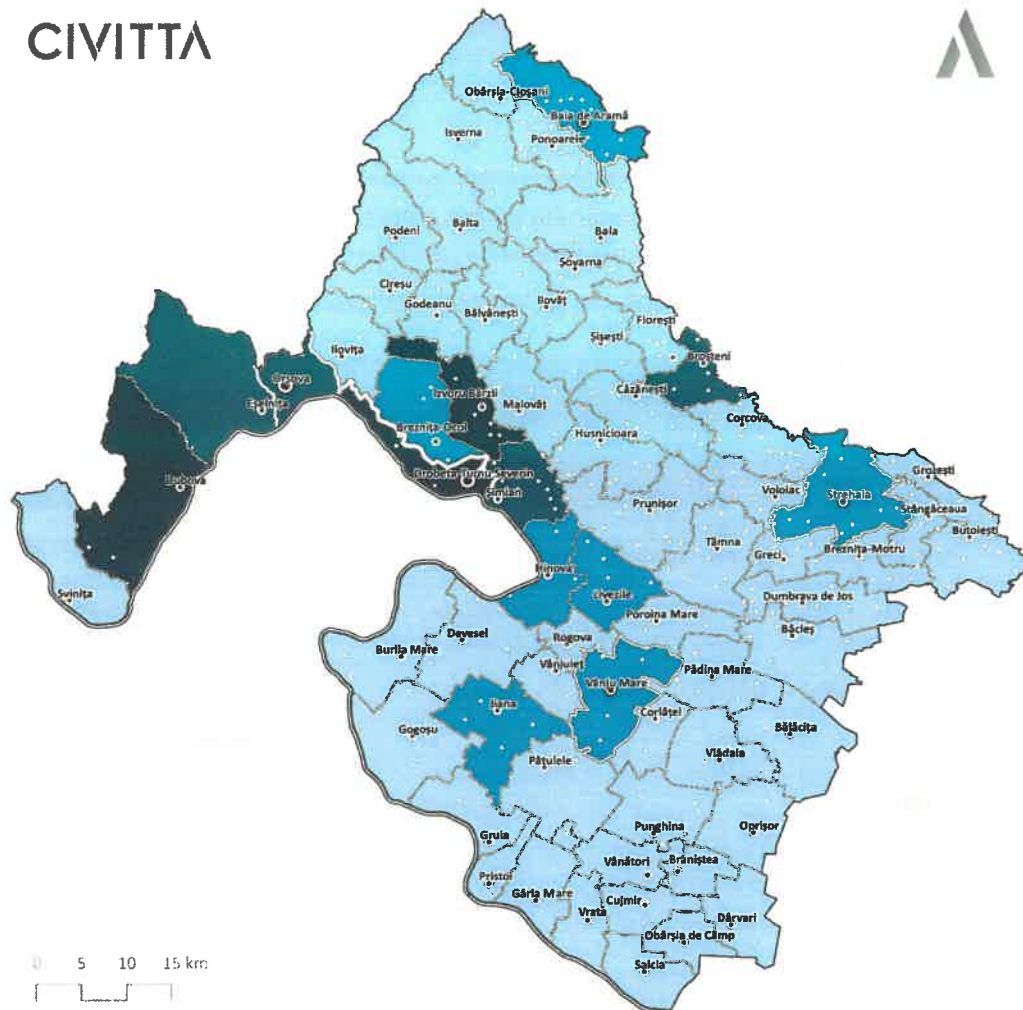 CIVITTA
Obârșia-Cloșani
Baia de Aramă
Isverna
Ponoarele
Podeni
Balta
Bala
Șovarna
Cireșu
Godeanu
Bâlvănești
Ilovăț
Florești
Șișești
Ilovița
Broșteni
Orșova
Eșelnița
Izvoru Bârzii
Malovăț
Căzănești
Corcova
Breznița-Ocol
Husnicioara
Drobeta-Turnu Severin
Șimian
Dubova
Prunișor
Voloiac
Strehaia
Grozești
Stângăceaua
Butoiești
Tâmna
Greci
Breznița-Motru
Svinița
Hinova
Livezile
Dumbrava de Jos
Poroina Mare
Bâcleș
Rogova
Devesel
Burila Mare
Vânjuleț
Vânju Mare
Pădina Mare
Jiana
Corlățel
Gogoșu
Bălăcița
Vlădaia
Pătulele
Gruia
Punghina
Oprișor
Vânători
Brăniștea
Pristol
Gârla Mare
Cujmir
Vrata
Dârvari
Obârșia de Câmp
Salcia
0 5 10 15 km